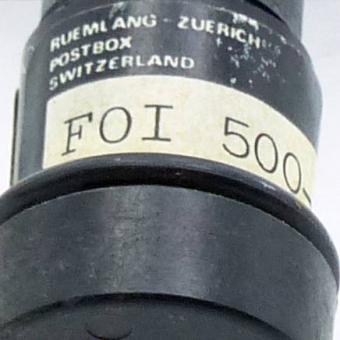 RUEMLANG - ZUERICH
POSTBOX
SWITZERLAND
FOI 500-